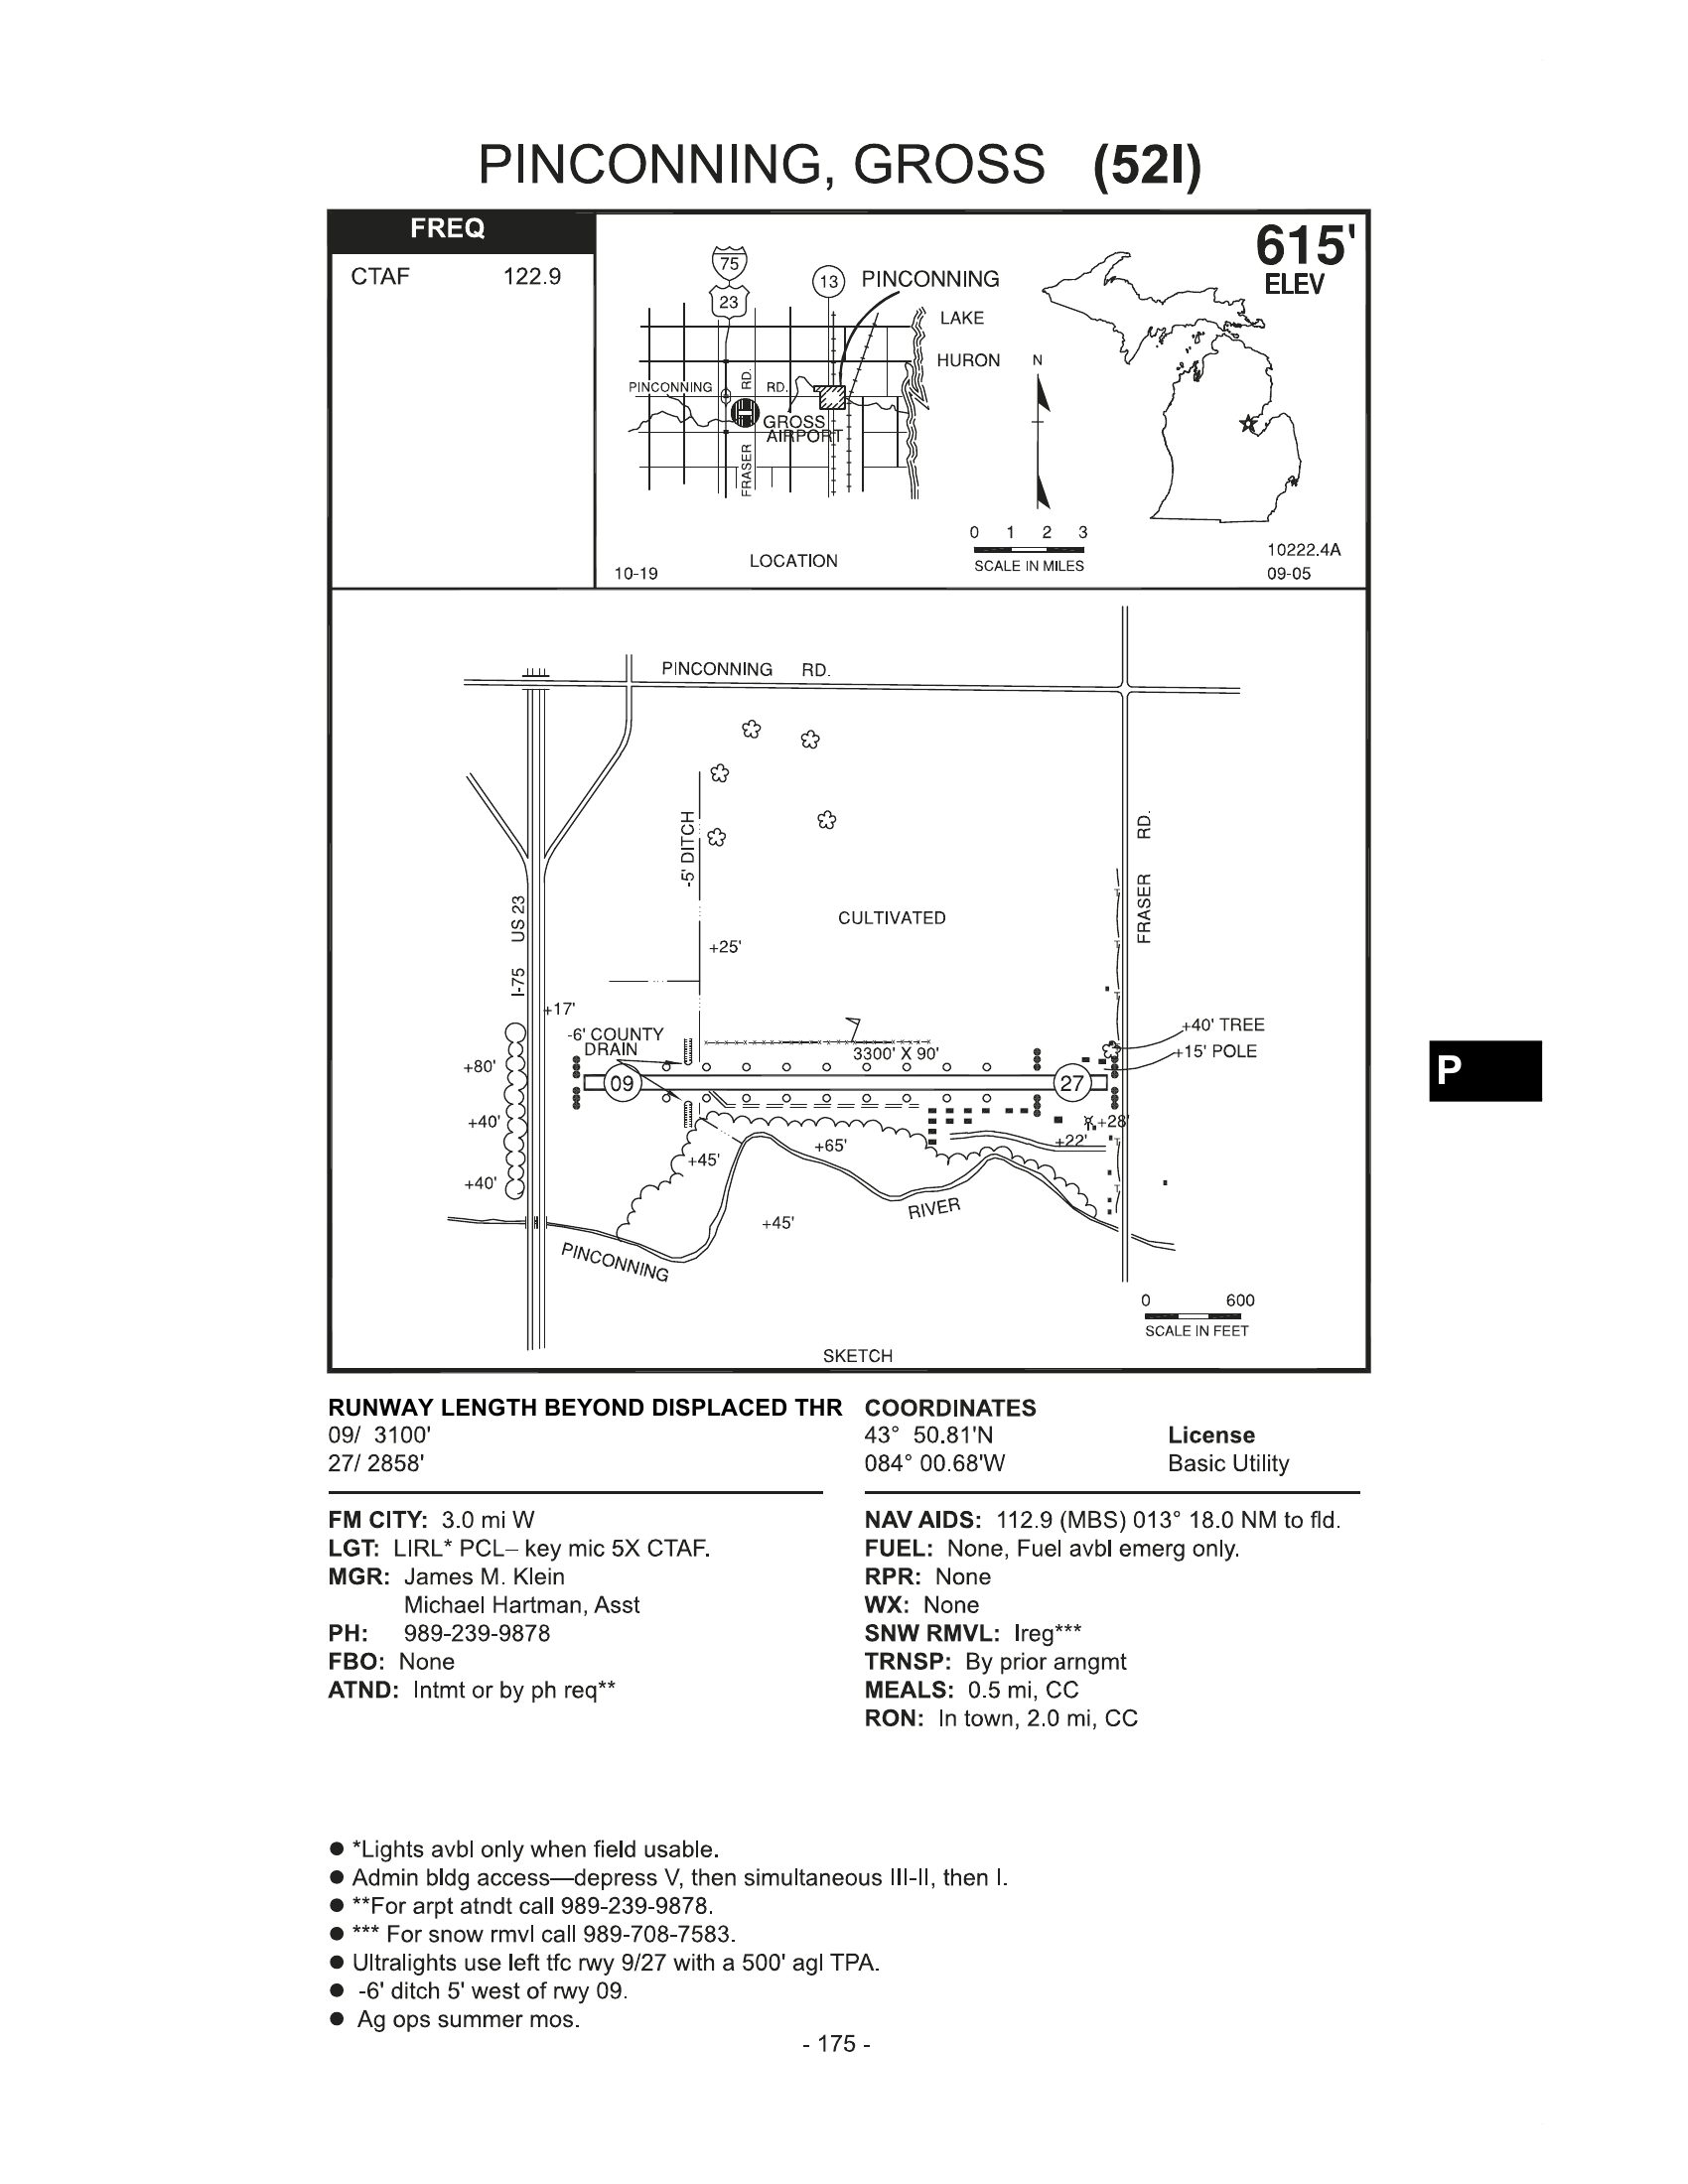 PINCONNING, GROSS (52I)
FREQ
CTAF 122.9
615'
ELEV
75
23
13
PINCONNING
LAKE
HURON
N
PINCONNING RD.
FRASER RD.
GROSS
AIRPORT
0 1 2 3
SCALE IN MILES
LOCATION
10-19
10222.4A
09-05
PINCONNING RD.
-5' DITCH
FRASER RD.
CULTIVATED
I-75 US 23
+25'
+17'
-6' COUNTY
DRAIN
3300' X 90'
+40' TREE
+15' POLE
+80'
09
27
+40'
+28'
+22'
+65'
+45'
+40'
RIVER
+45'
PINCONNING
0 600
SCALE IN FEET
SKETCH
P
RUNWAY LENGTH BEYOND DISPLACED THR
09/ 3100'
27/ 2858'
COORDINATES
43° 50.81'N
084° 00.68'W
License
Basic Utility
FM CITY: 3.0 mi W
LGT: LIRL* PCL– key mic 5X CTAF.
MGR: James M. Klein
Michael Hartman, Asst
PH: 989-239-9878
FBO: None
ATND: Intmt or by ph req**
NAV AIDS: 112.9 (MBS) 013° 18.0 NM to fld.
FUEL: None, Fuel avbl emerg only.
RPR: None
WX: None
SNW RMVL: Ireg***
TRNSP: By prior arngmt
MEALS: 0.5 mi, CC
RON: In town, 2.0 mi, CC
● *Lights avbl only when field usable.
● Admin bldg access—depress V, then simultaneous III-II, then I.
● **For arpt atndt call 989-239-9878.
● *** For snow rmvl call 989-708-7583.
● Ultralights use left tfc rwy 9/27 with a 500' agl TPA.
● -6' ditch 5' west of rwy 09.
● Ag ops summer mos.
- 175 -